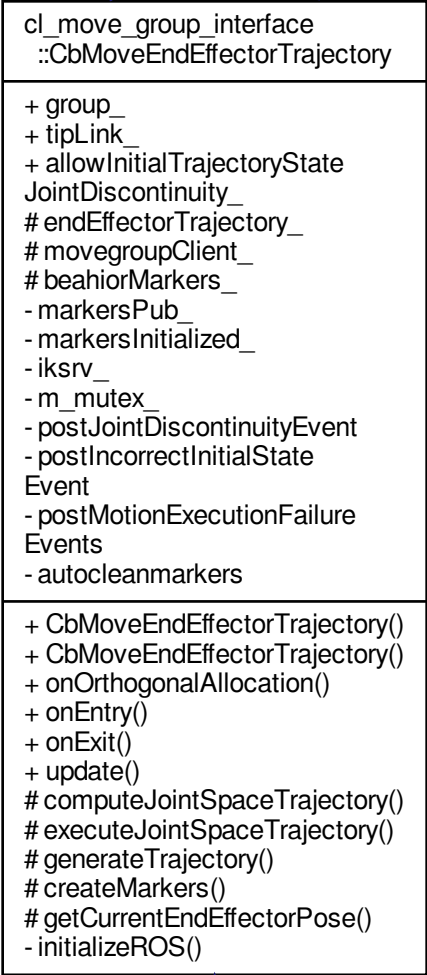 cl_move_group_interface
::CbMoveEndEffectorTrajectory
+ group_
+ tipLink_
+ allowInitialTrajectoryState
JointDiscontinuity_
# endEffectorTrajectory_
# movegroupClient_
# beahiorMarkers_
- markersPub_
- markersInitialized_
- iksrv_
- m_mutex_
- postJointDiscontinuityEvent
- postIncorrectInitialState
Event
- postMotionExecutionFailure
Events
- autocleanmarkers
+ CbMoveEndEffectorTrajectory()
+ CbMoveEndEffectorTrajectory()
+ onOrthogonalAllocation()
+ onEntry()
+ onExit()
+ update()
# computeJointSpaceTrajectory()
# executeJointSpaceTrajectory()
# generateTrajectory()
# createMarkers()
# getCurrentEndEffectorPose()
- initializeROS()